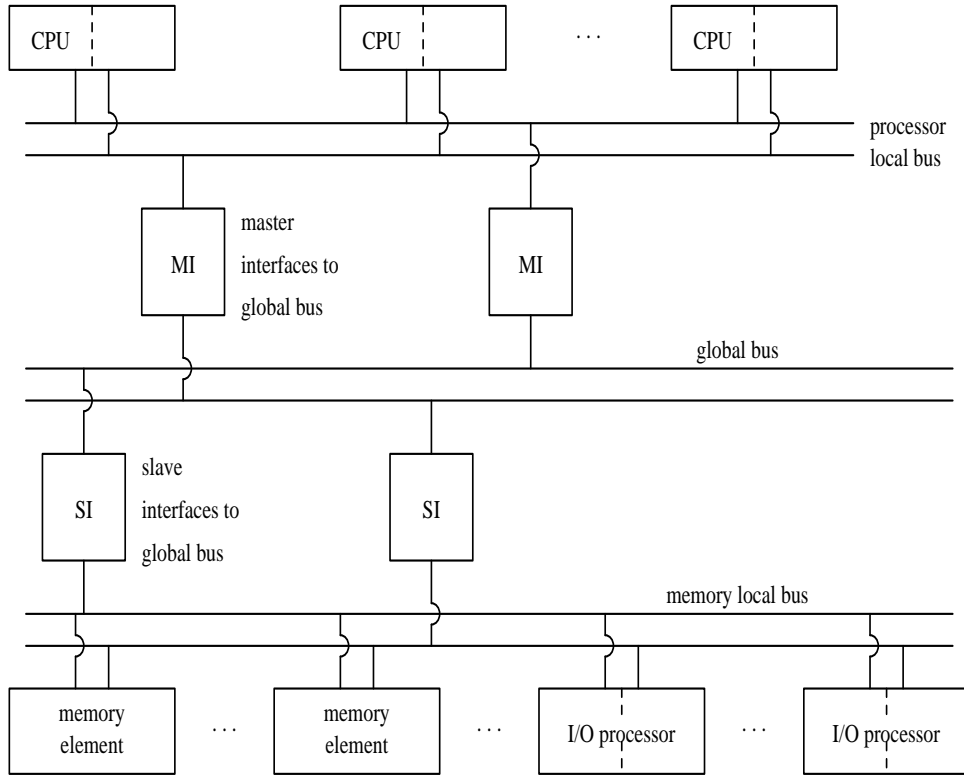 CPU
CPU
. . .
CPU
processor
local bus
MI
master
interfaces to
global bus
MI
global bus
SI
slave
interfaces to
global bus
SI
memory local bus
memory
element
. . .
memory
element
. . .
I/O processor
. . .
I/O processor